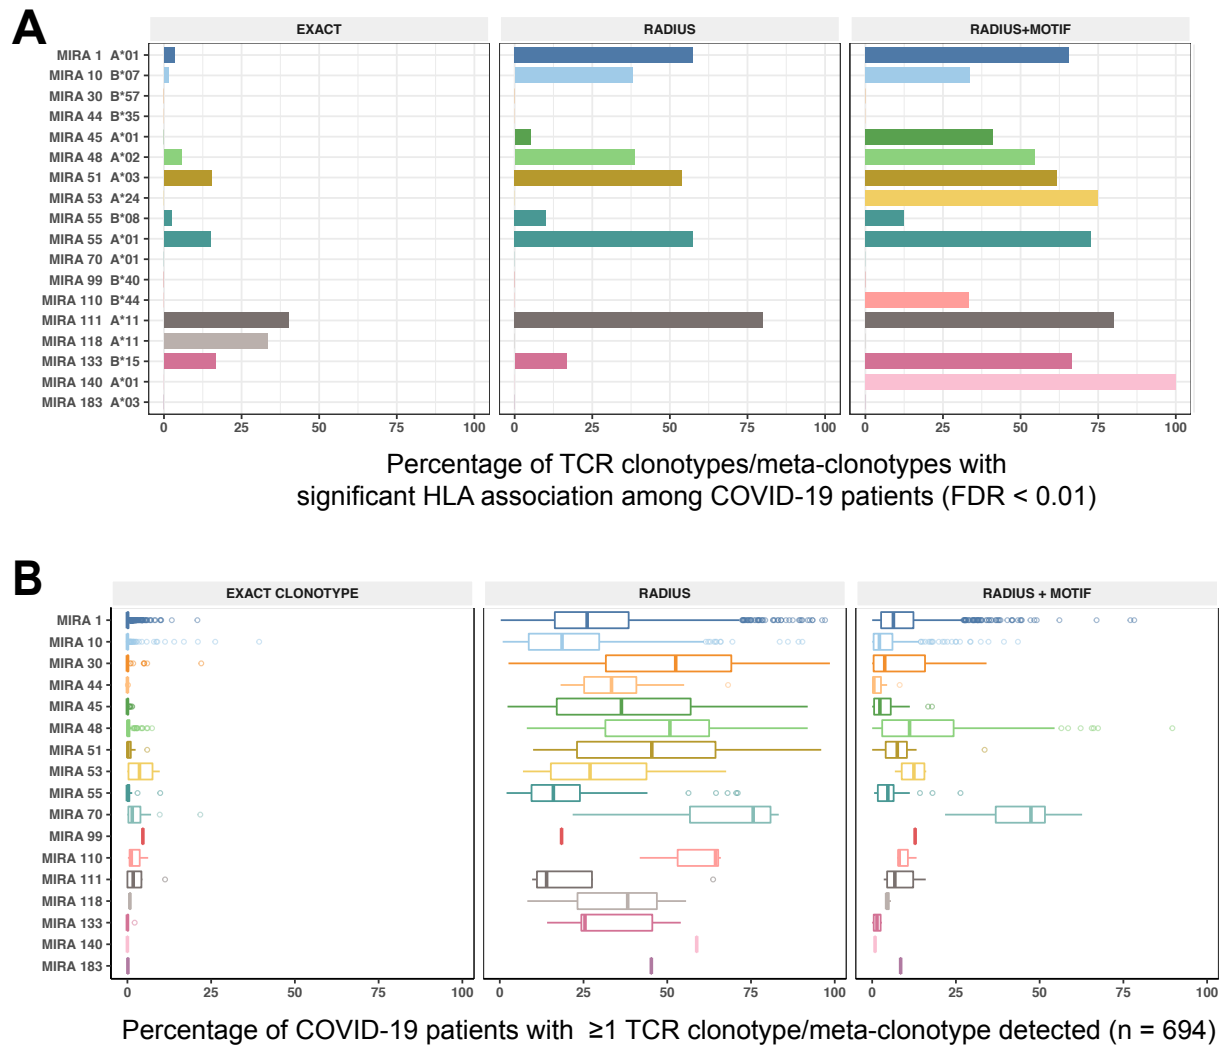 A
EXACT RADIUS RADIUS+MOTIF
MIRA 1 A*01
MIRA 10 B*07
MIRA 30 B*57
MIRA 44 B*35
MIRA 45 A*01
MIRA 48 A*02
MIRA 51 A*03
MIRA 53 A*24
MIRA 55 B*08
MIRA 55 A*01
MIRA 70 A*01
MIRA 99 B*40
MIRA 110 B*44
MIRA 111 A*11
MIRA 118 A*11
MIRA 133 B*15
MIRA 140 A*01
MIRA 183 A*03
0 25 50 75 100 0 25 50 75 100 0 25 50 75 100
Percentage of TCR clonotypes/meta-clonotypes with
significant HLA association among COVID-19 patients (FDR < 0.01)
B
EXACT CLONOTYPE RADIUS RADIUS + MOTIF
MIRA 1
MIRA 10
MIRA 30
MIRA 44
MIRA 45
MIRA 48
MIRA 51
MIRA 53
MIRA 55
MIRA 70
MIRA 99
MIRA 110
MIRA 111
MIRA 118
MIRA 133
MIRA 140
MIRA 183
0 25 50 75 100 0 25 50 75 100 0 25 50 75 100
Percentage of COVID-19 patients with ≥1 TCR clonotype/meta-clonotype detected (n = 694)